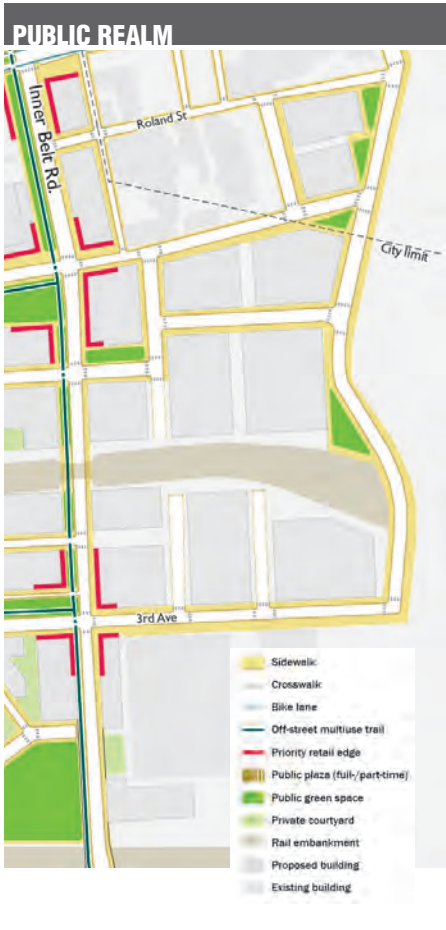 PUBLIC REALM
Inner Belt Rd.
Roland St
City limit
3rd Ave
Sidewalk
Crosswalk
Bike lane
Off-street multiuse trail
Priority retail edge
Public plaza (full-/part-time)
Public green space
Private courtyard
Rail embankment
Proposed building
Existing building